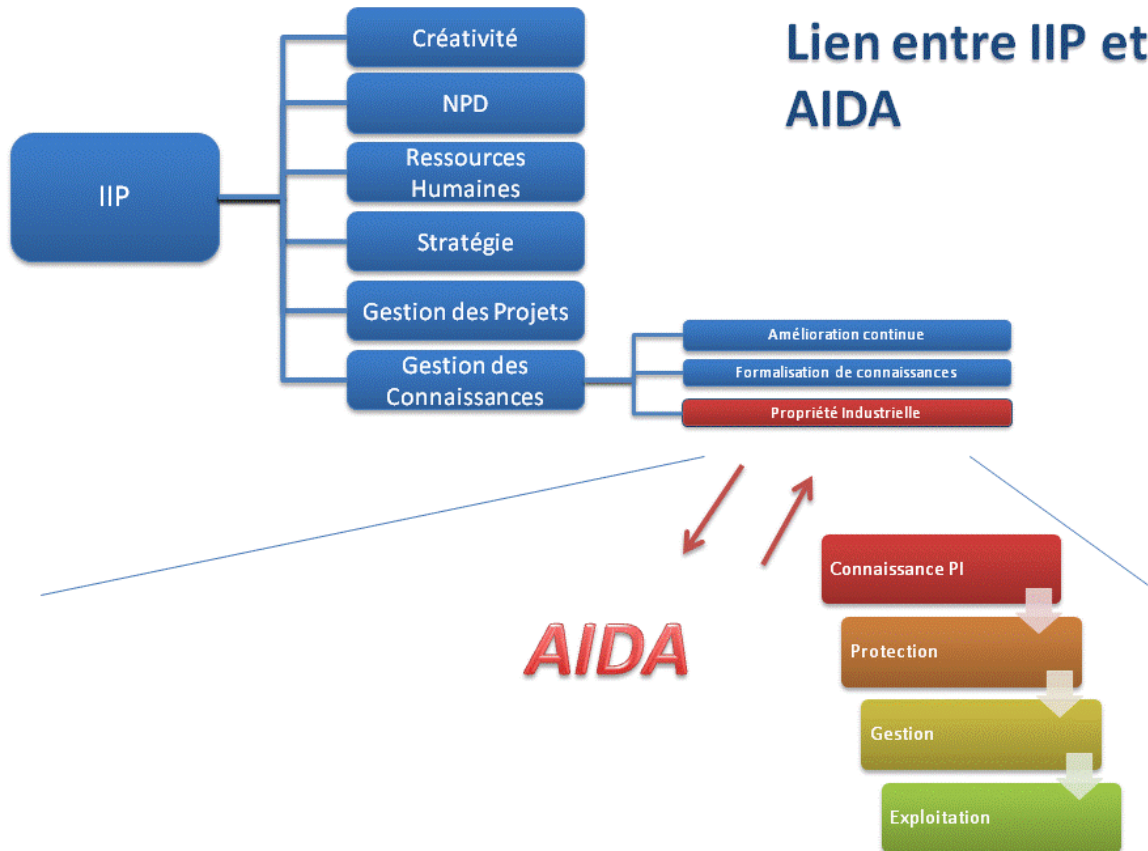 Lien entre IIP et
AIDA
Créativité
NPD
Ressources
Humaines
IIP
Stratégie
Gestion des Projets
Gestion des
Connaissances
Amélioration continue
Formalisation de connaissances
Propriété Industrielle
AIDA
Connaissance PI
Protection
Gestion
Exploitation